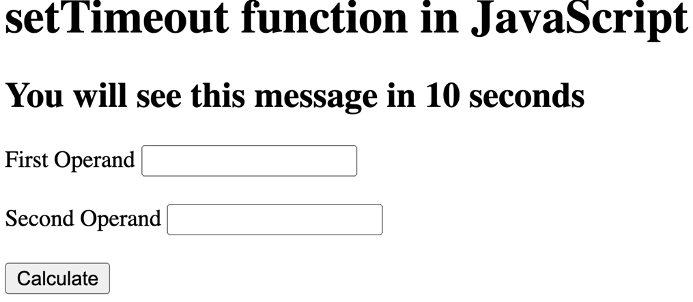 setTimeout function in JavaScript
You will see this message in 10 seconds
First Operand
Second Operand
Calculate